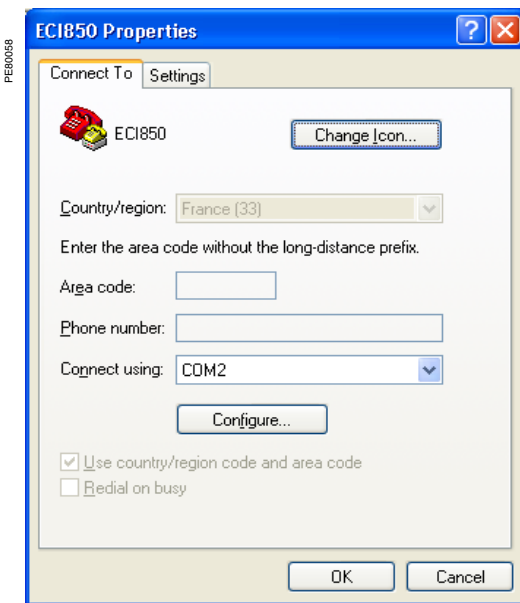 PE80058
ECI850 Properties
Connect To Settings
ECI850
Change Icon...
Country/region: France (33)
Enter the area code without the long-distance prefix.
Area code:
Phone number:
Connect using: COM2
Configure...
Use country/region code and area code
Redial on busy
OK Cancel